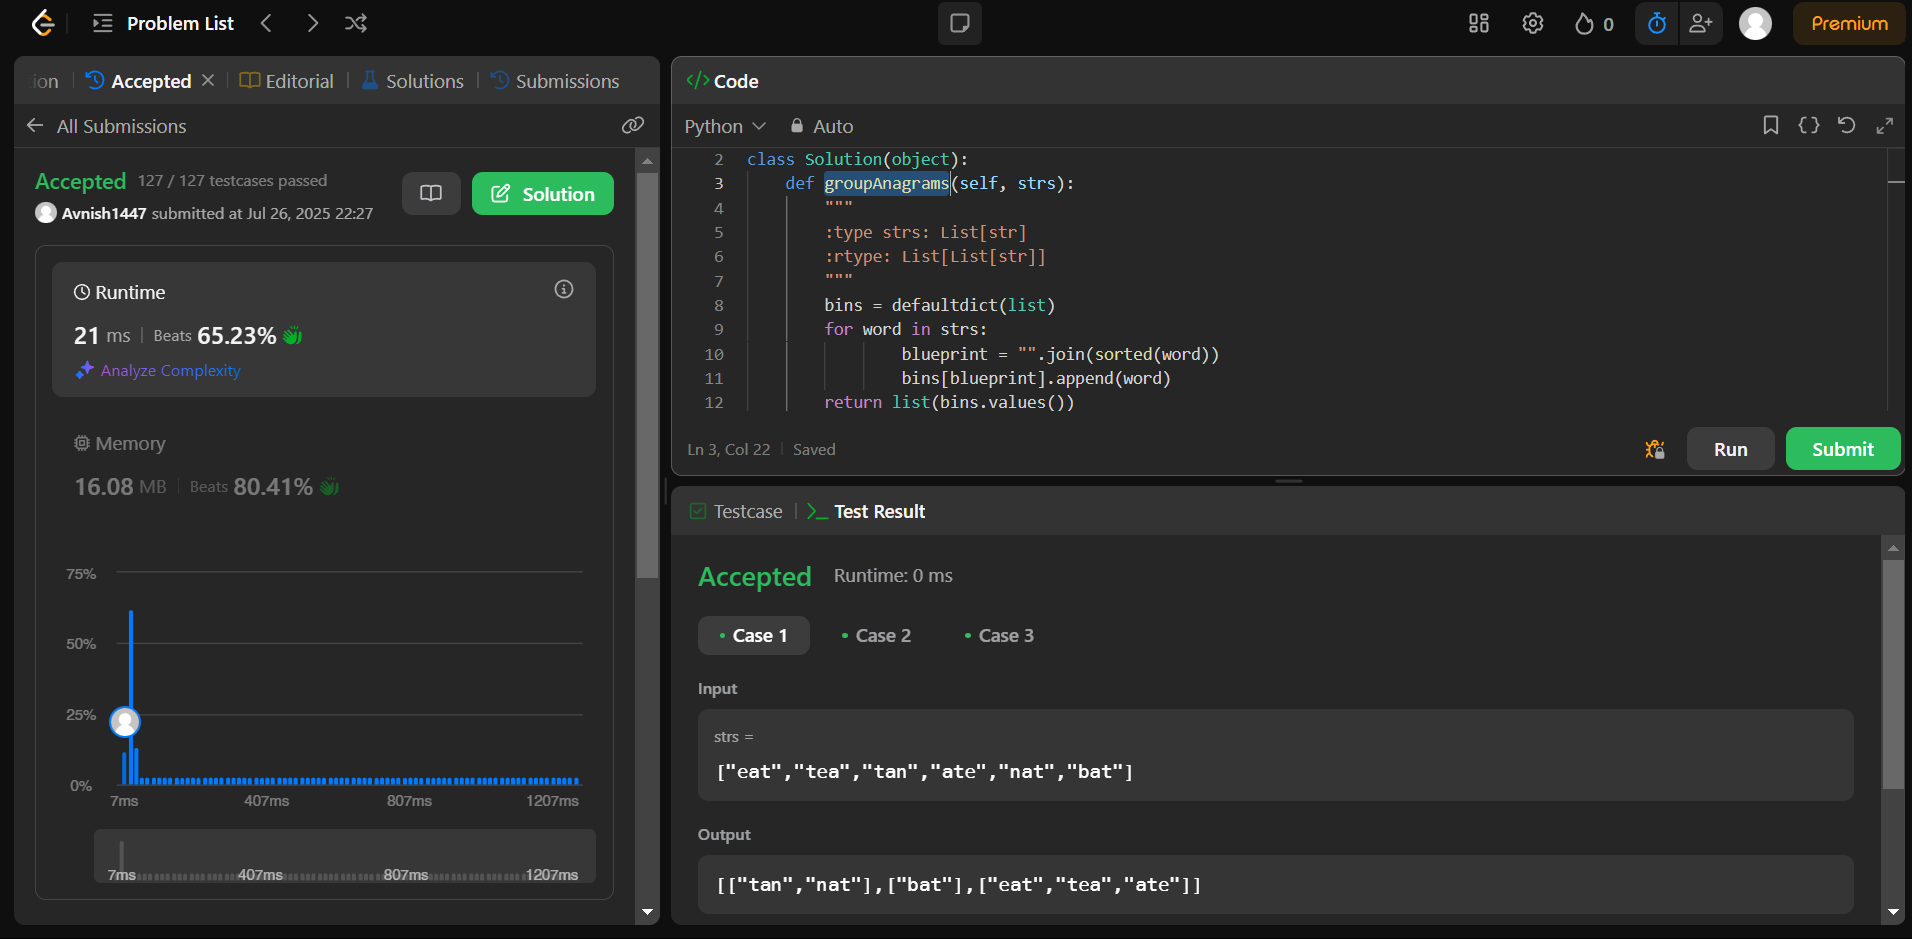 Problem List
0
Premium
ion
Accepted
Editorial
Solutions
Submissions
All Submissions
Accepted 127 / 127 testcases passed
Avnish1447 submitted at Jul 26, 2025 22:27
Solution
Runtime
21 ms Beats 65.23%
Analyze Complexity
Memory
16.08 MB Beats 80.41%
75%
50%
25%
0%
7ms 407ms 807ms 1207ms
7ms 407ms 807ms 1207ms
</> Code
Python Auto
2 class Solution(object):
3 def groupAnagrams(self, strs):
4 """
5 :type strs: List[str]
6 :rtype: List[List[str]]
7 """
8 bins = defaultdict(list)
9 for word in strs:
10 blueprint = "".join(sorted(word))
11 bins[blueprint].append(word)
12 return list(bins.values())
Ln 3, Col 22 Saved
Run
Submit
Testcase
Test Result
Accepted Runtime: 0 ms
Case 1
Case 2
Case 3
Input
strs =
["eat","tea","tan","ate","nat","bat"]
Output
[["tan","nat"],["bat"],["eat","tea","ate"]]